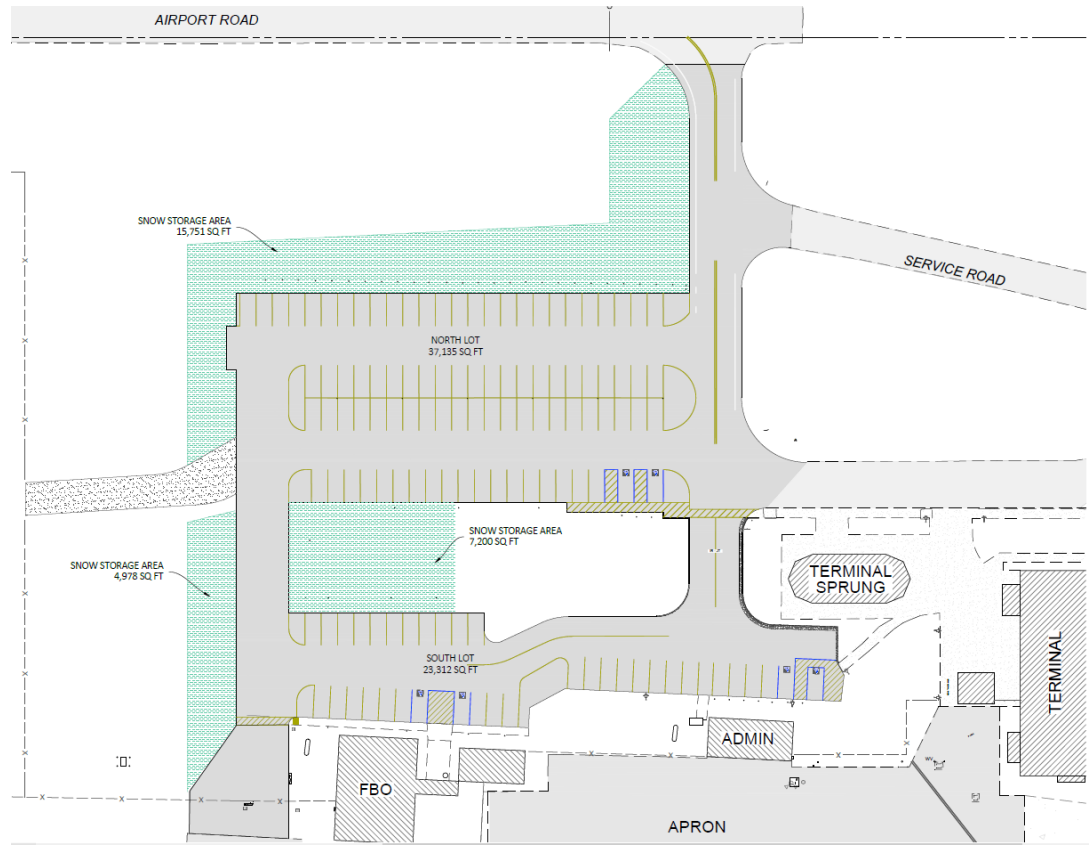 AIRPORT ROAD
SNOW STORAGE AREA
15,751 SQ FT
SERVICE ROAD
NORTH LOT
37,135 SQ FT
SNOW STORAGE AREA
7,200 SQ FT
SNOW STORAGE AREA
4,978 SQ FT
TERMINAL
SPRUNG
SOUTH LOT
23,312 SQ FT
TERMINAL
ADMIN
FBO
APRON